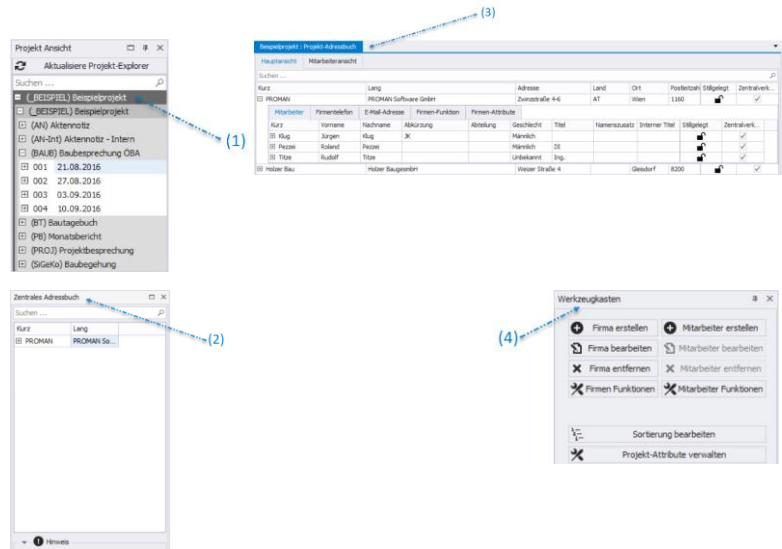 (3)
Projekt Ansicht
Aktualisiere Projekt-Explorer
Suchen ...
(_BEISPIEL) Beispielprojekt
(_BEISPIEL) Beispielprojekt
(AN) Aktennotiz
(AN-Int) Aktennotiz - Intern
(BAUB) Baubesprechung ÖBA
001 21.08.2016
002 27.08.2016
003 03.09.2016
004 10.09.2016
(BT) Bautagebuch
(PB) Monatsbericht
(PROJ) Projektbesprechung
(SiGeKo) Baubegehung
(1)
Beispielprojekt : Projekt-Adressbuch
Hauptansicht Mitarbeiteransicht
Suchen ...
Kurz Lang Adresse Land Ort Postleitzahl Stillgelegt Zentralverk...
PROMAN PROMAN Software GmbH Zwinzstraße 4-6 AT Wien 1160
Mitarbeiter Firmentelefon E-Mail-Adresse Firmen-Funktion Firmen-Attribute
Kurz Vorname Nachname Abkürzung Abteilung Geschlecht Titel Namenszusatz Interner Titel Stillgelegt Zentralverk...
Klug Jürgen Klug JK Männlich
Pezzei Roland Pezzei Männlich DI
Titze Rudolf Titze Unbekannt Ing.
Holzer Bau Holzer BaugesmbH Weizer Straße 4 Gleisdorf 8200
Zentrales Adressbuch
Suchen ...
Kurz Lang
PROMAN PROMAN So...
Hinweis
(2)
Werkzeugkasten
Firma erstellen Mitarbeiter erstellen
Firma bearbeiten Mitarbeiter bearbeiten
Firma entfernen Mitarbeiter entfernen
Firmen Funktionen Mitarbeiter Funktionen
Sortierung bearbeiten
Projekt-Attribute verwalten
(4)